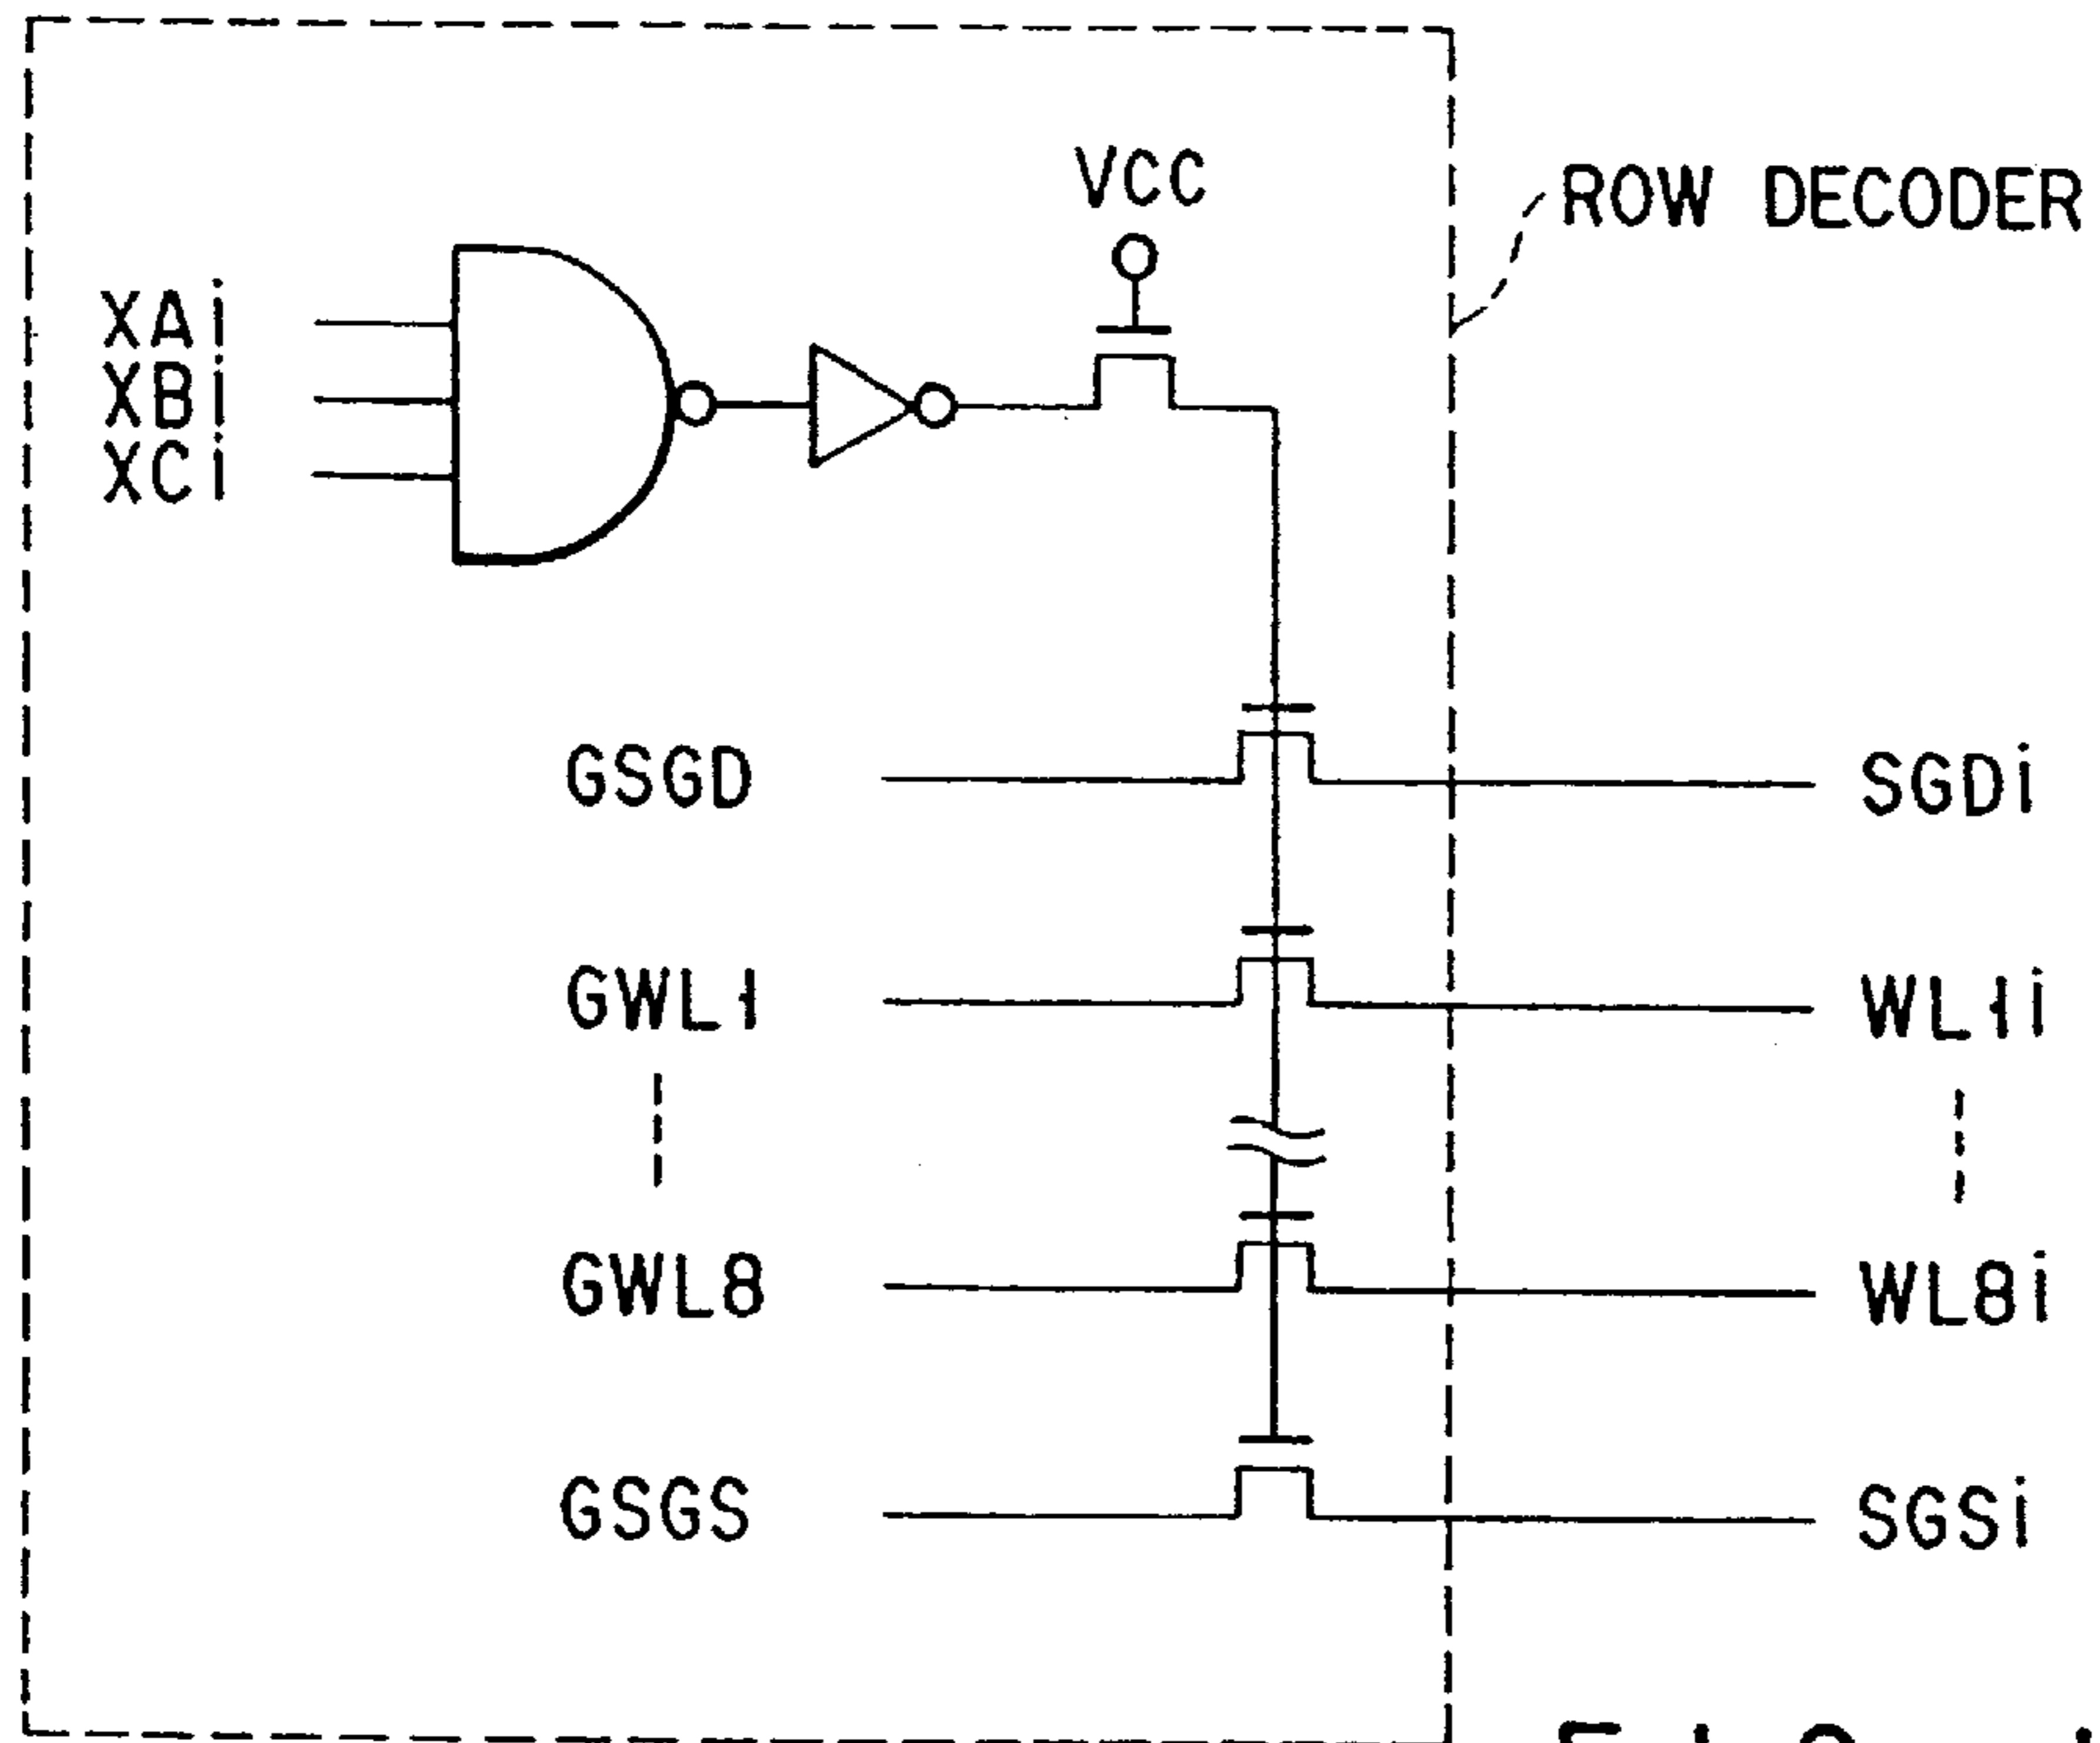 VCC
ROW DECODER
XAi
XBi
XCi
GSGD
SGDi
GWL1
WL1i
GWL8
WL8i
GSGS
SGSi